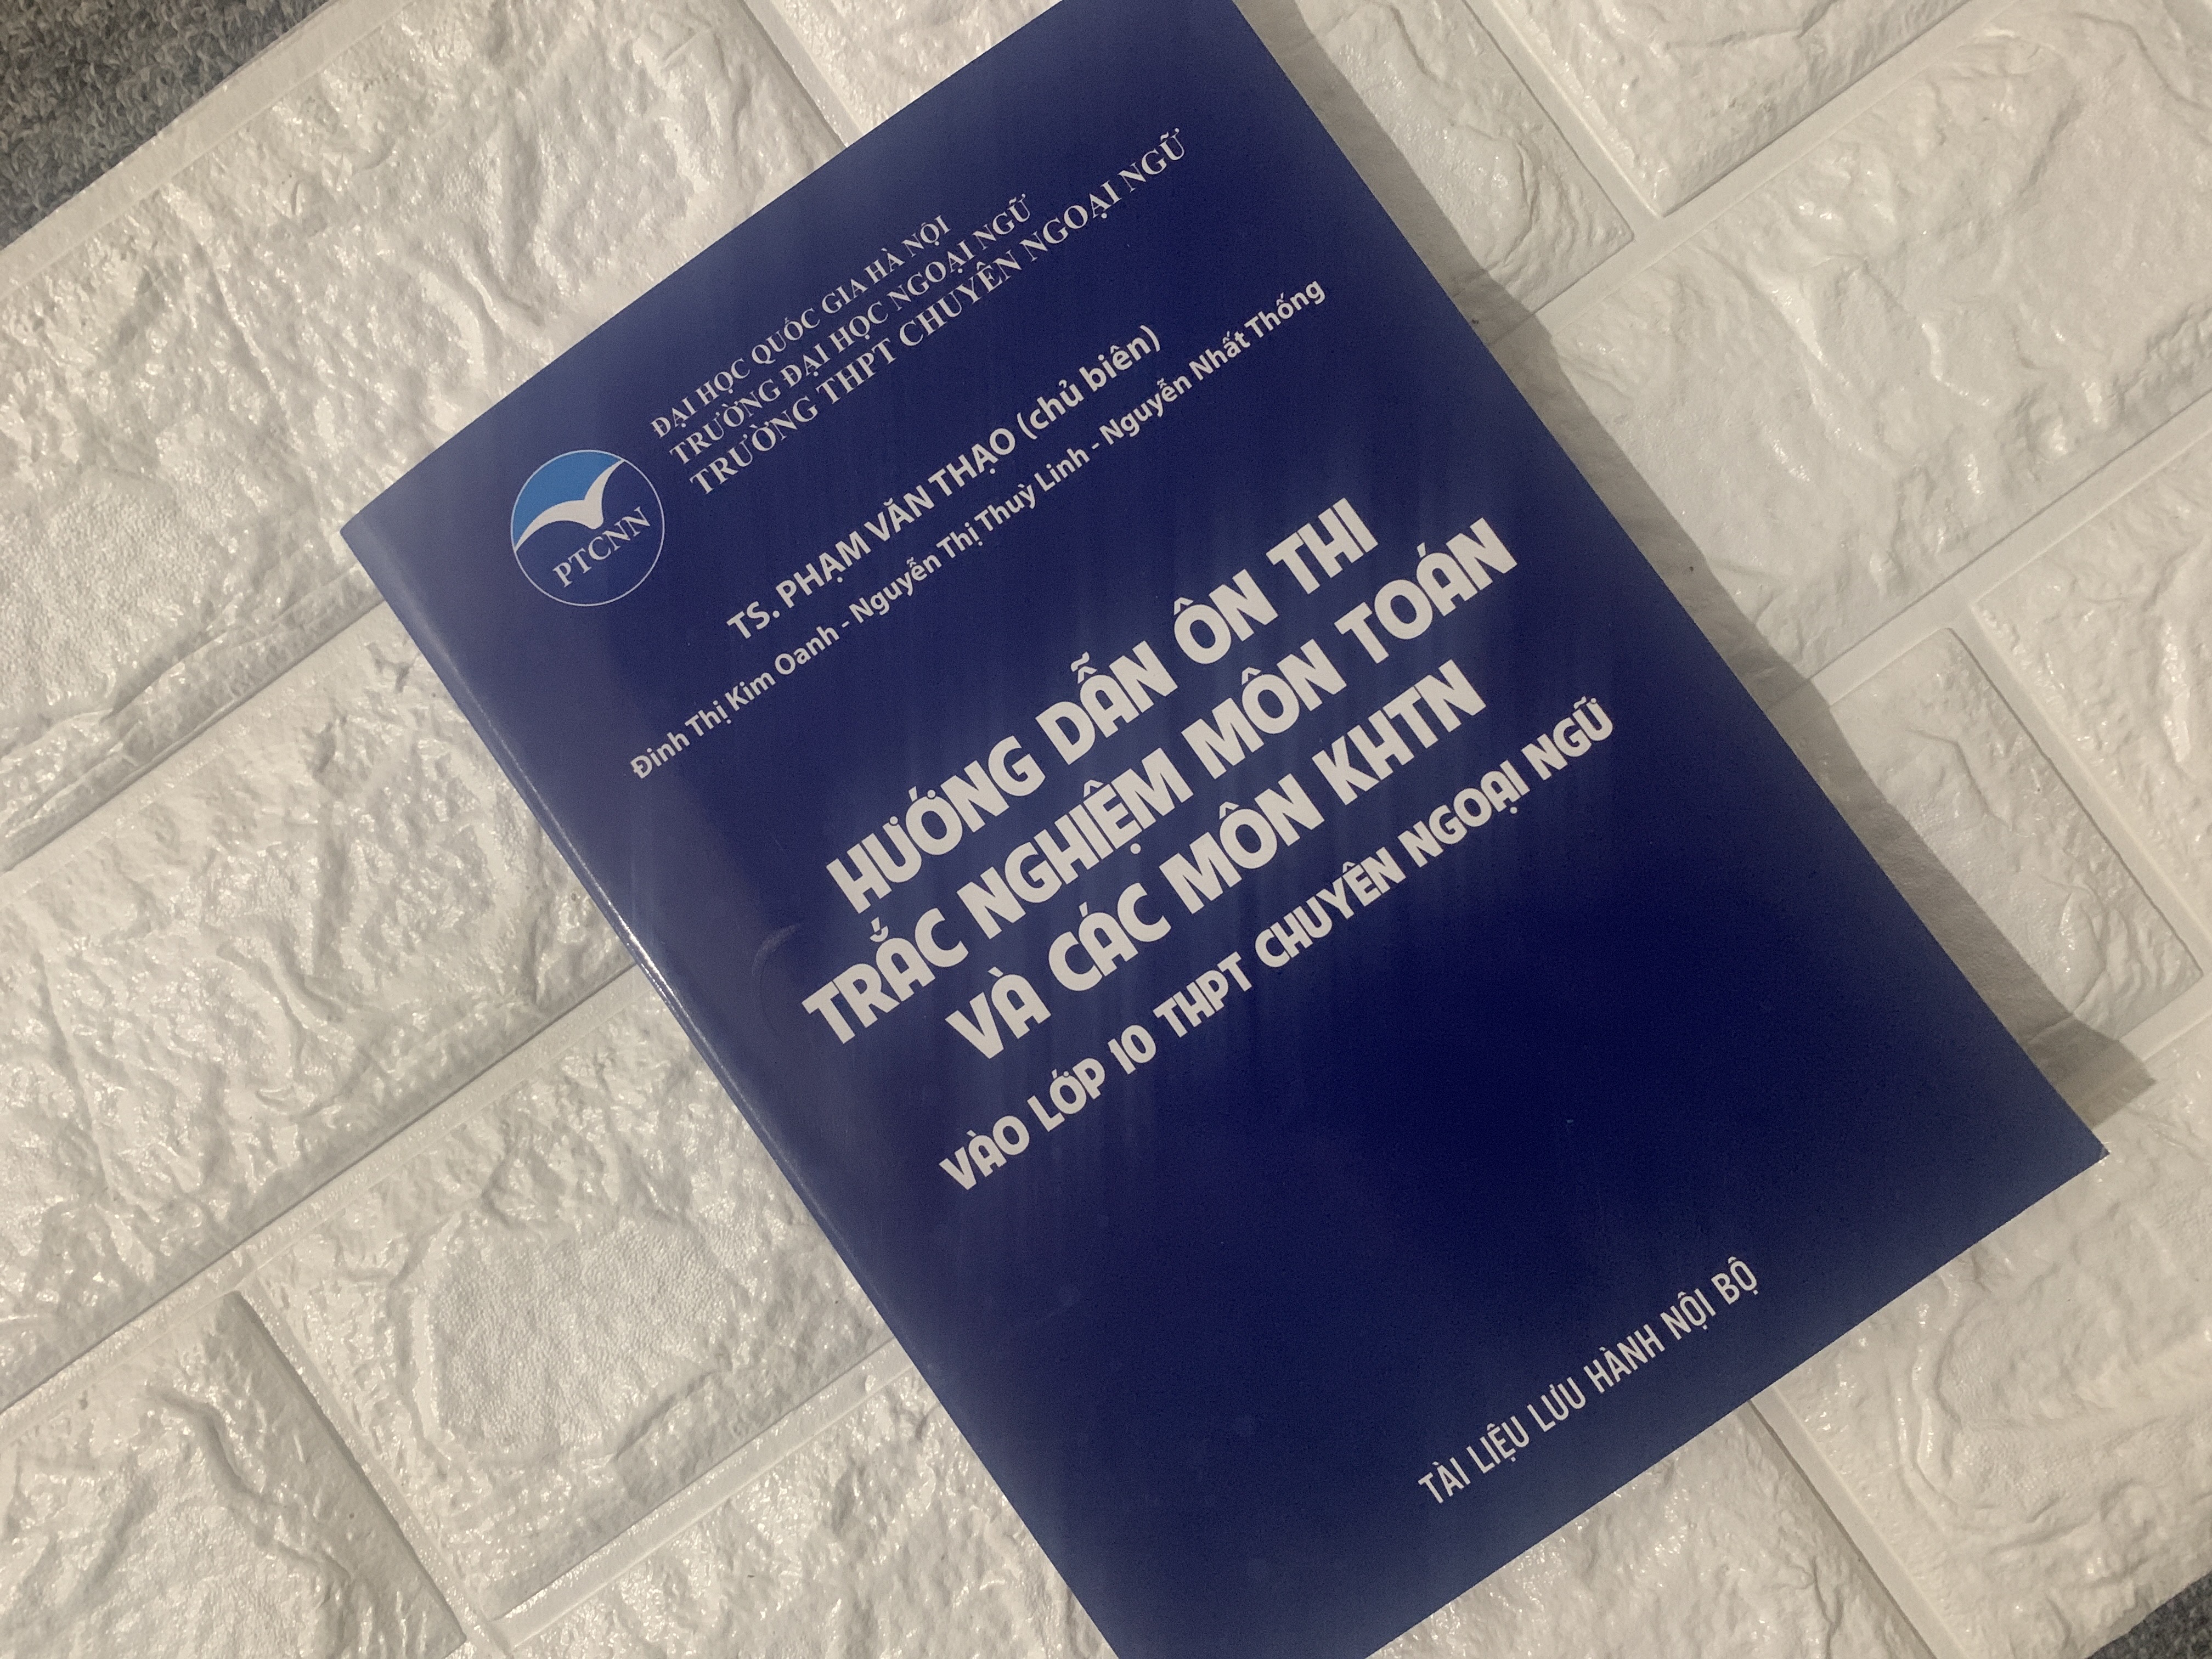 ĐẠI HỌC QUỐC GIA HÀ NỘI
TRƯỜNG ĐẠI HỌC NGOẠI NGỮ
TRƯỜNG THPT CHUYÊN NGOẠI NGỮ
PTCNN
TS. PHẠM VĂN THẠO (chủ biên)
Đinh Thị Kim Oanh - Nguyễn Thị Thuỳ Linh - Nguyễn Nhất Thống
HƯỚNG DẪN ÔN THI
TRẮC NGHIỆM MÔN TOÁN
VÀ CÁC MÔN KHTN
VÀO LỚP 10 THPT CHUYÊN NGOẠI NGỮ
TÀI LIỆU LƯU HÀNH NỘI BỘ